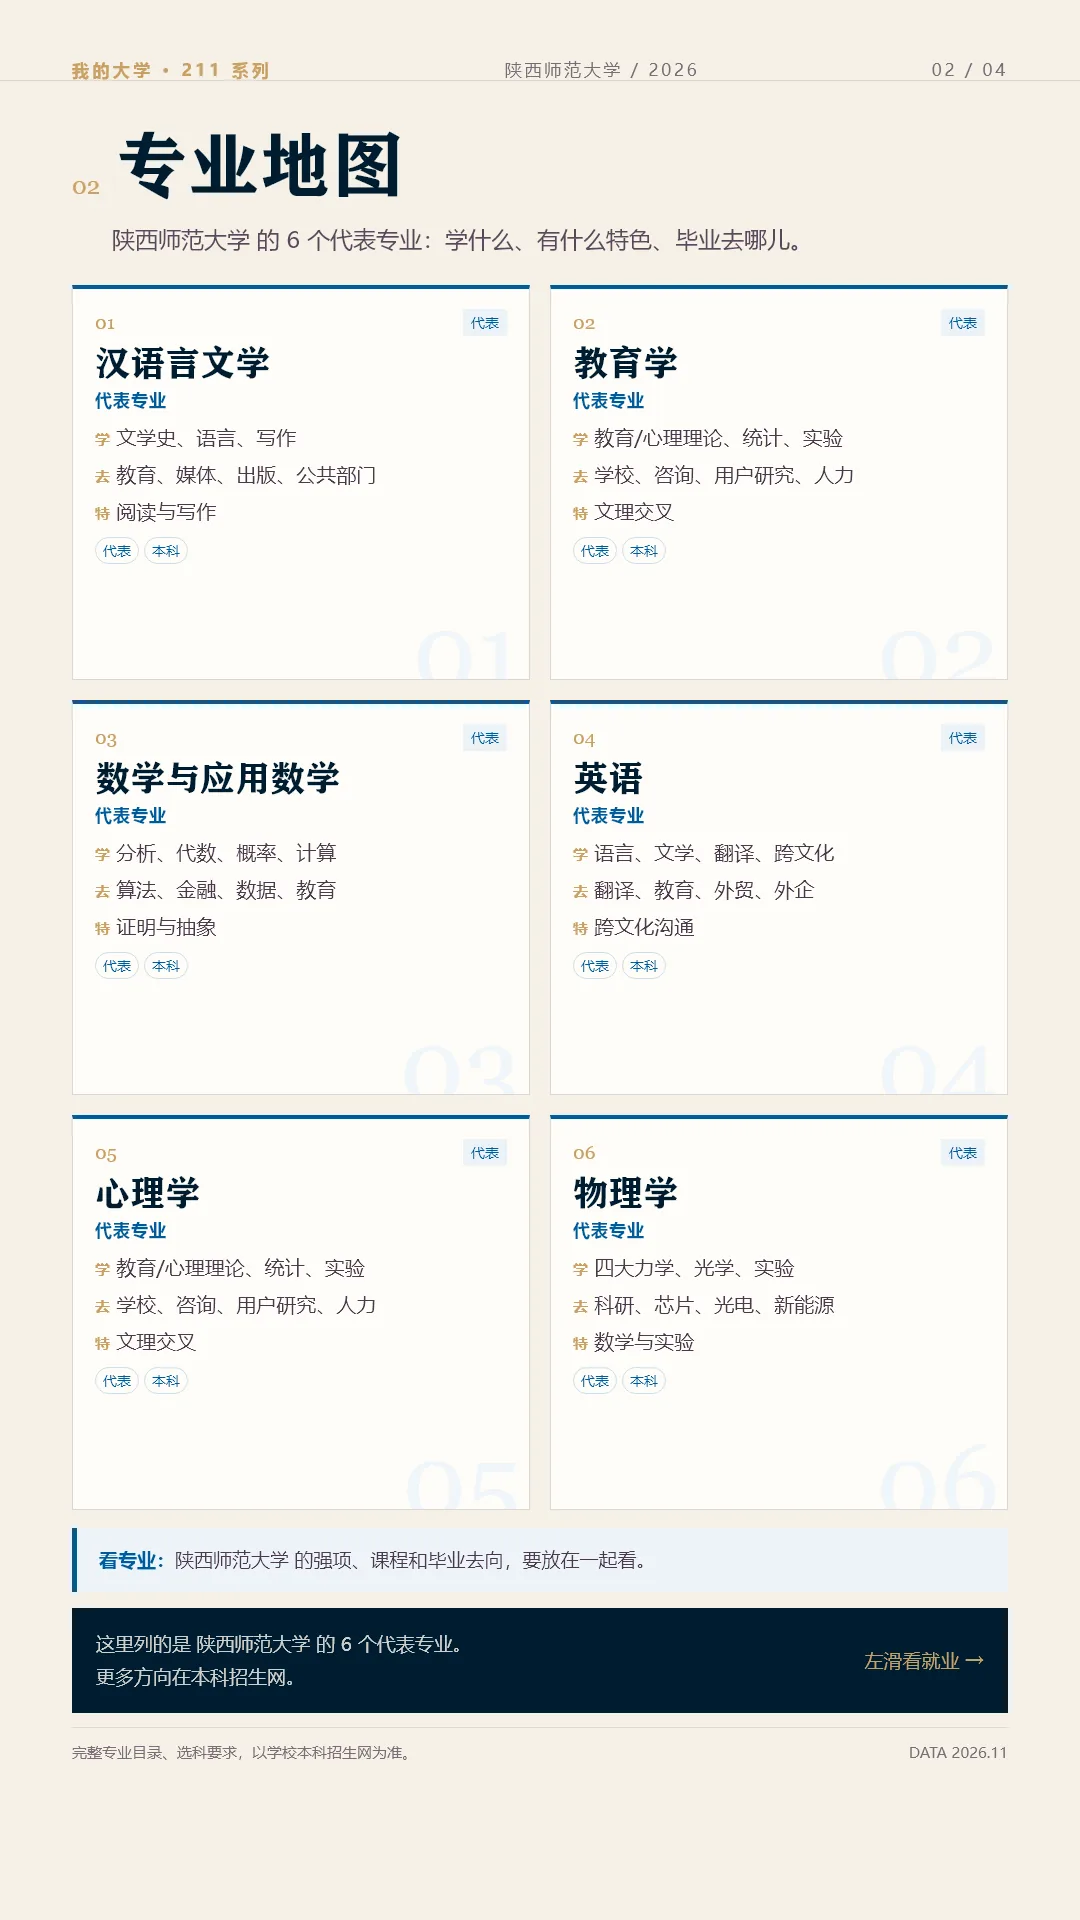 我的大学 · 211 系列
陕西师范大学 / 2026
02 / 04
02
专业地图
陕西师范大学 的 6 个代表专业：学什么、有什么特色、毕业去哪儿。
01
代表
汉语言文学
代表专业
学 文学史、语言、写作
去 教育、媒体、出版、公共部门
特 阅读与写作
代表 本科
01
02
代表
教育学
代表专业
学 教育/心理理论、统计、实验
去 学校、咨询、用户研究、人力
特 文理交叉
代表 本科
02
03
代表
数学与应用数学
代表专业
学 分析、代数、概率、计算
去 算法、金融、数据、教育
特 证明与抽象
代表 本科
03
04
代表
英语
代表专业
学 语言、文学、翻译、跨文化
去 翻译、教育、外贸、外企
特 跨文化沟通
代表 本科
04
05
代表
心理学
代表专业
学 教育/心理理论、统计、实验
去 学校、咨询、用户研究、人力
特 文理交叉
代表 本科
05
06
代表
物理学
代表专业
学 四大力学、光学、实验
去 科研、芯片、光电、新能源
特 数学与实验
代表 本科
06
看专业：陕西师范大学 的强项、课程和毕业去向，要放在一起看。
这里列的是 陕西师范大学 的 6 个代表专业。
更多方向在本科招生网。
左滑看就业 →
完整专业目录、选科要求，以学校本科招生网为准。
DATA 2026.11